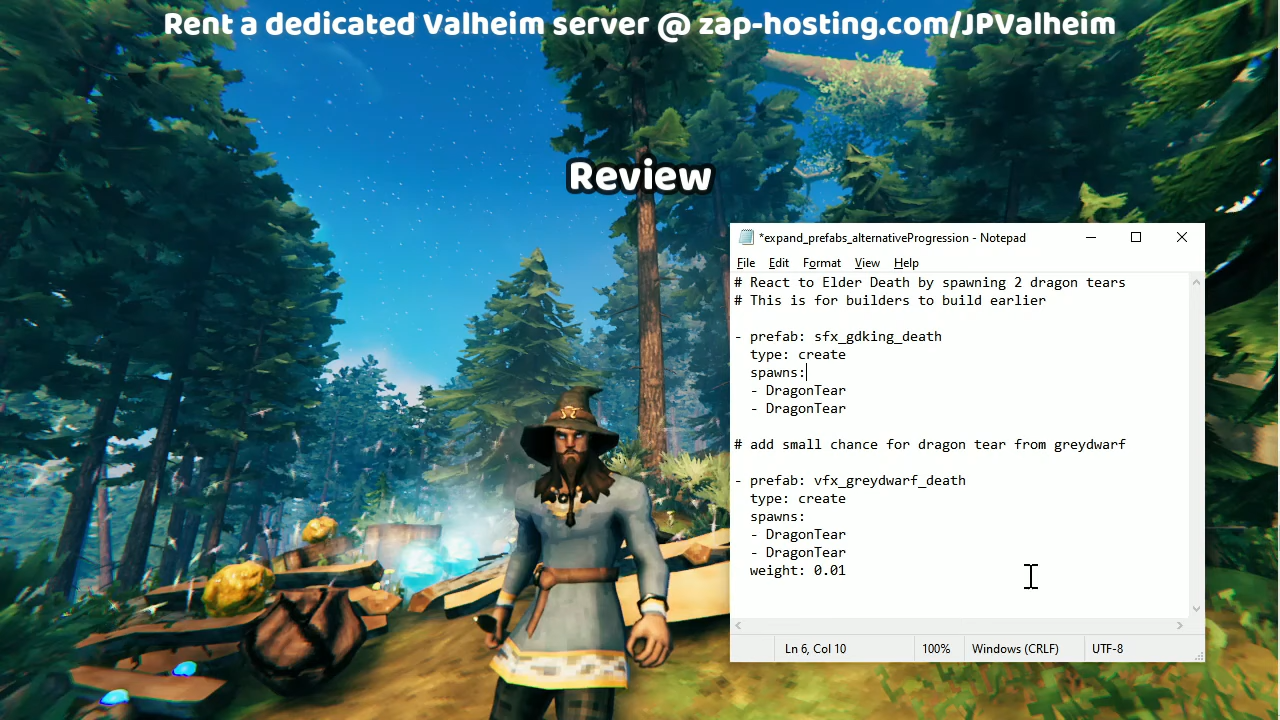 Rent a dedicated Valheim server @ zap-hosting.com/JPValheim
Review
*expand_prefabs_alternativeProgression - Notepad
File Edit Format View Help
# React to Elder Death by spawning 2 dragon tears
# This is for builders to build earlier
- prefab: sfx_gdking_death
type: create
spawns:
- DragonTear
- DragonTear
# add small chance for dragon tear from greydwarf
- prefab: vfx_greydwarf_death
type: create
spawns:
- DragonTear
- DragonTear
weight: 0.01
Ln 6, Col 10 100% Windows (CRLF) UTF-8